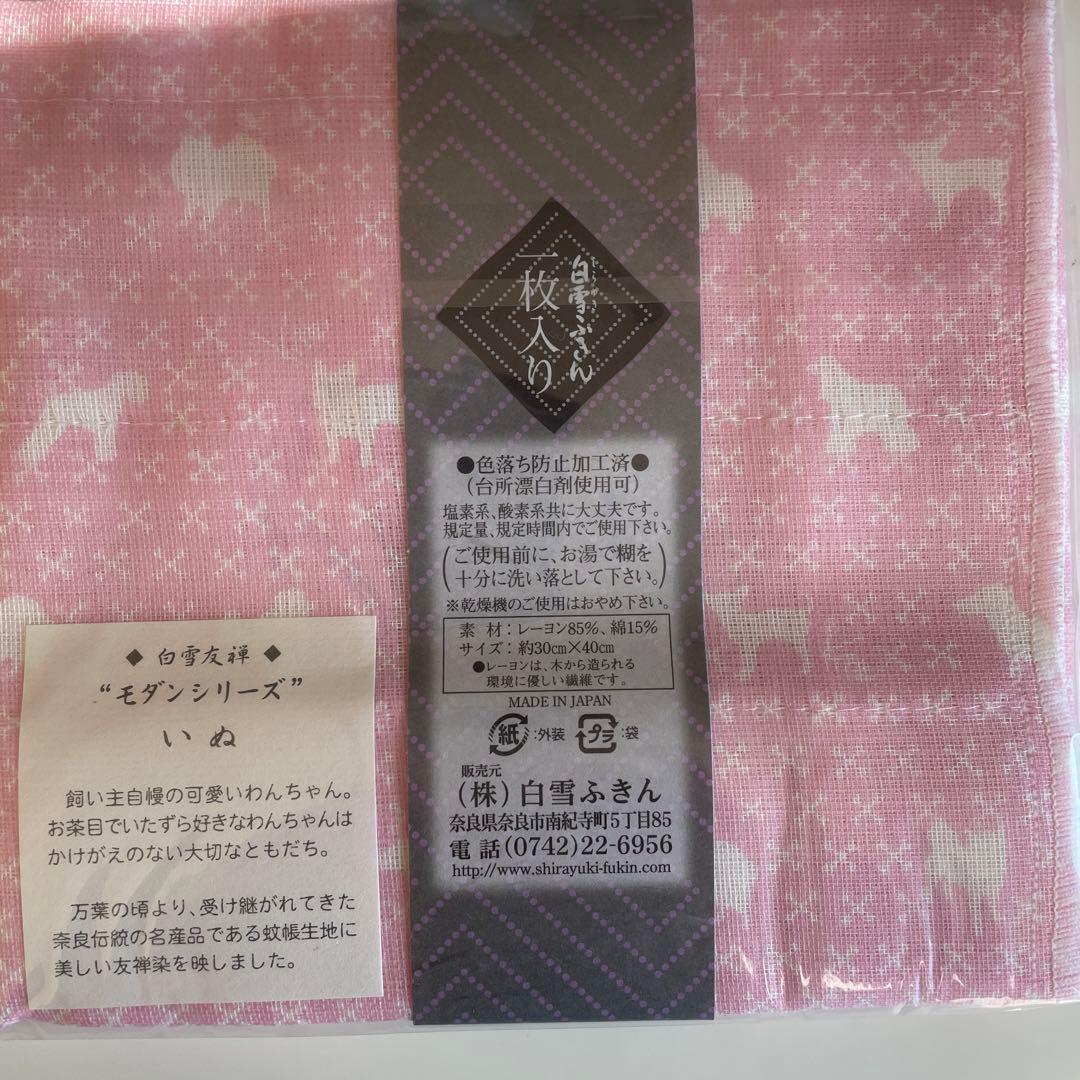 白雪ふきん
しらゆき
一枚入り
●色落ち防止加工済●
(台所漂白剤使用可)
塩素系、酸素系共に大丈夫です。
規定量、規定時間内でご使用下さい。
(ご使用前に、お湯で糊を
十分に洗い落として下さい。)
※乾燥機のご使用はおやめ下さい。
素 材:レーヨン85%、綿15%
サイズ:約30cm×40cm
●レーヨンは、木から造られる
環境に優しい繊維です。
MADE IN JAPAN
紙:外装 プラ:袋
販売元
(株)白雪ふきん
奈良県奈良市南紀寺町5丁目85
電話(0742)22-6956
http://www.shirayuki-fukin.com
◆ 白雪友禅 ◆
“モダンシリーズ”
いぬ
飼い主自慢の可愛いわんちゃん。
お茶目でいたずら好きなわんちゃんは
かけがえのない大切なともだち。
万葉の頃より、受け継がれてきた
奈良伝統の名産品である蚊帳生地に
美しい友禅染を映しました。